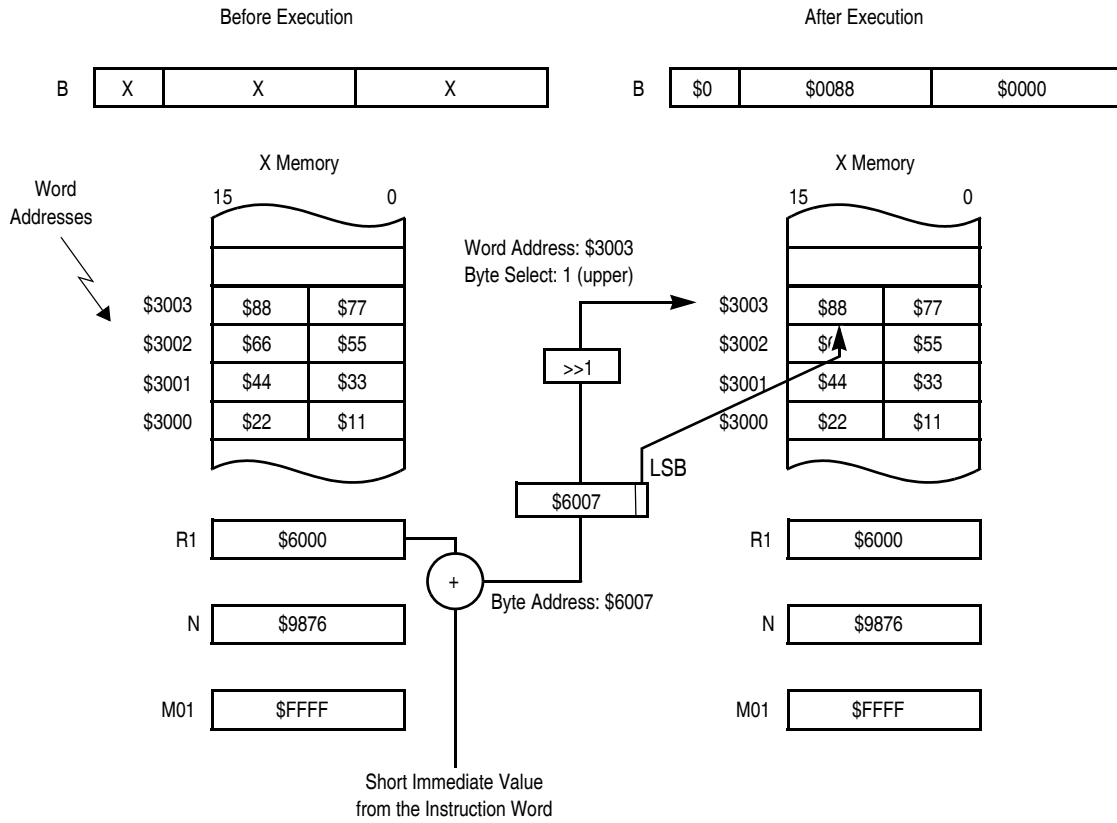 Before Execution
After Execution
B X X X
B $0 $0088 $0000
X Memory
X Memory
Word
Addresses
15 0
15 0
Word Address: $3003
Byte Select: 1 (upper)
$3003 $88 $77
$3002 $66 $55
$3001 $44 $33
$3000 $22 $11
>>1
$3003 $88 $77
$3002 $55
$3001 $44 $33
$3000 $22 $11
LSB
$6007
R1 $6000
R1 $6000
+
Byte Address: $6007
N $9876
N $9876
M01 $FFFF
M01 $FFFF
Short Immediate Value
from the Instruction Word